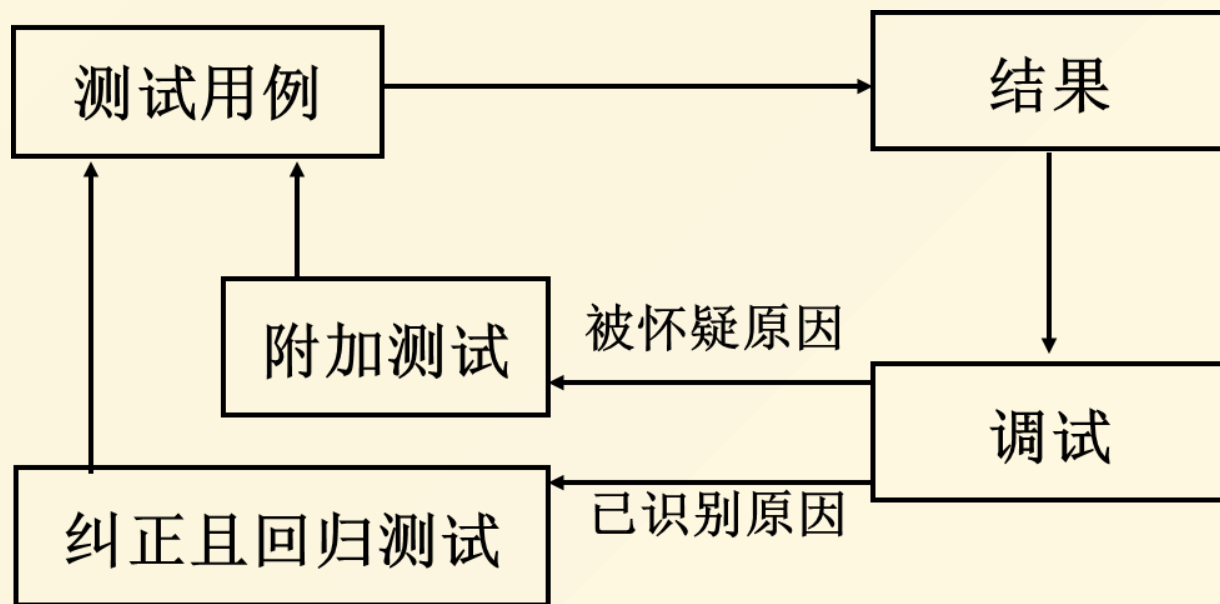 测试用例
结果
附加测试
被怀疑原因
调试
已识别原因
纠正且回归测试